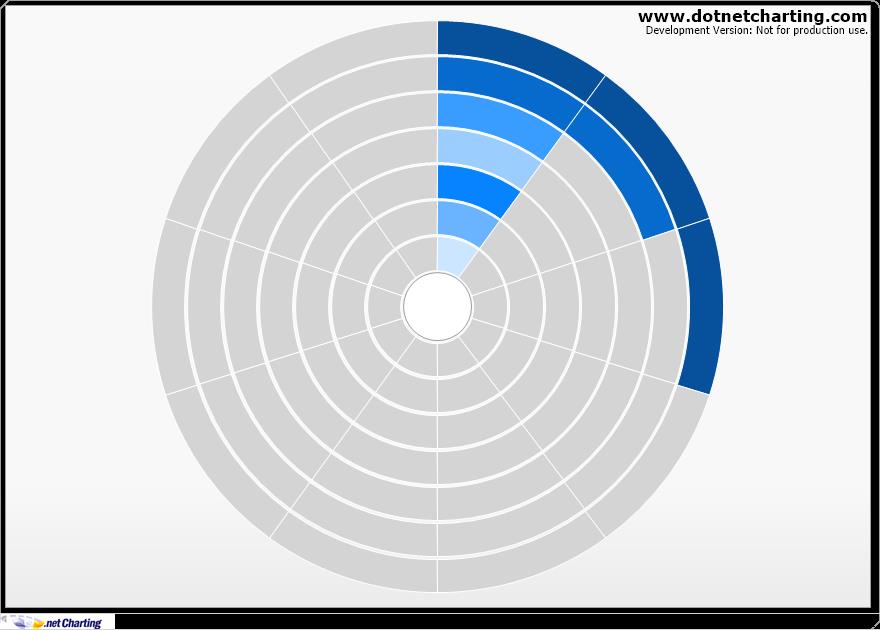 www.dotnetcharting.com
Development Version: Not for production use.
.net Charting